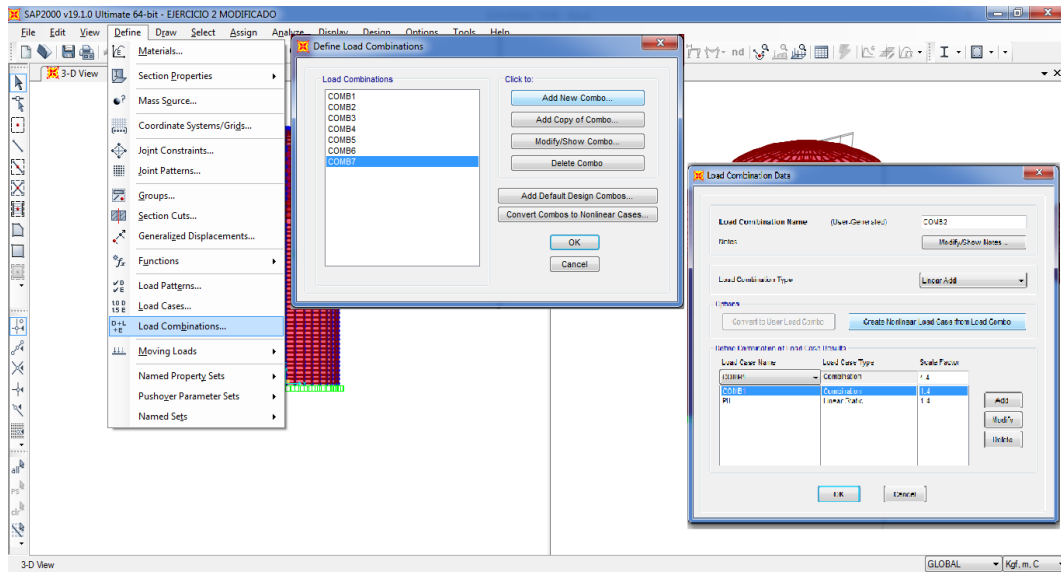 SAP2000 v19.1.0 Ultimate 64-bit - EJERCICIO 2 MODIFICADO
File Edit View Define Draw Select Assign Analyze Display Design Options Tools Help
nd
3-D View
Materials...
Section Properties
Mass Source...
Coordinate Systems/Grids...
Joint Constraints...
Joint Patterns...
Groups...
Section Cuts...
Generalized Displacements...
Functions
Load Patterns...
Load Cases...
Load Combinations...
Moving Loads
Named Property Sets
Pushover Parameter Sets
Named Sets
Define Load Combinations
Load Combinations
COMB1
COMB2
COMB3
COMB4
COMB5
COMB6
COMB7
Click to:
Add New Combo...
Add Copy of Combo...
Modify/Show Combo...
Delete Combo
Add Default Design Combos...
Convert Combos to Nonlinear Cases...
OK
Cancel
Load Combination Data
Load Combination Name (User-Generated) COMB2
Notes Modify/Show Notes...
Load Combination Type Linear Add
Options
Convert to User Load Combo Create Nonlinear Load Case from Load Combo
Define Combination of Load Case Results
Load Case Name Load Case Type Scale Factor
Combination 1.4
COMB1 Combination 1.4
Linear Static 1.4
Add
Modify
Delete
OK Cancel
all
3-D View GLOBAL Kgf, m, C